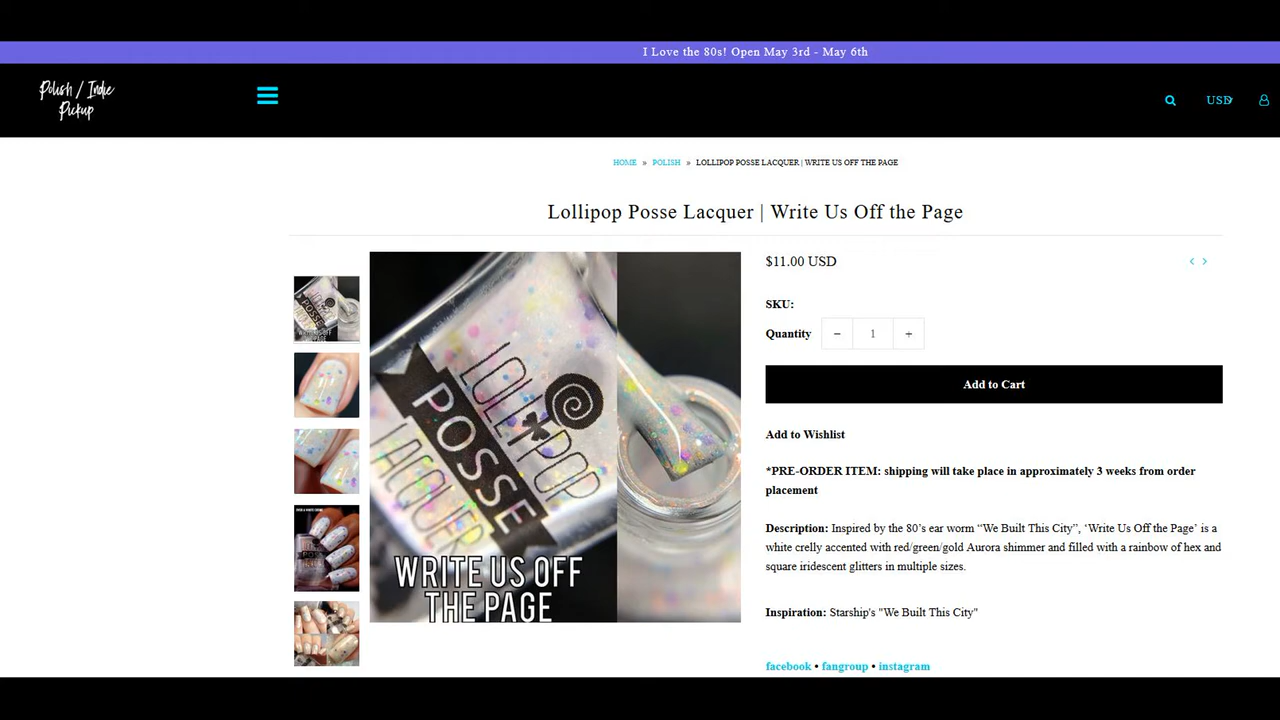 I Love the 80s! Open May 3rd - May 6th
Polish / Indie
Pickup
USD
HOME » POLISH » LOLLIPOP POSSE LACQUER | WRITE US OFF THE PAGE
Lollipop Posse Lacquer | Write Us Off the Page
LOLLIPOP
POSSE
LACQUER
WRITE US OFF
THE PAGE
$11.00 USD
SKU:
Quantity − 1 +
Add to Cart
Add to Wishlist
*PRE-ORDER ITEM: shipping will take place in approximately 3 weeks from order
placement
Description: Inspired by the 80’s ear worm “We Built This City”, ‘Write Us Off the Page’ is a
white crelly accented with red/green/gold Aurora shimmer and filled with a rainbow of hex and
square iridescent glitters in multiple sizes.
Inspiration: Starship's "We Built This City"
facebook • fangroup • instagram